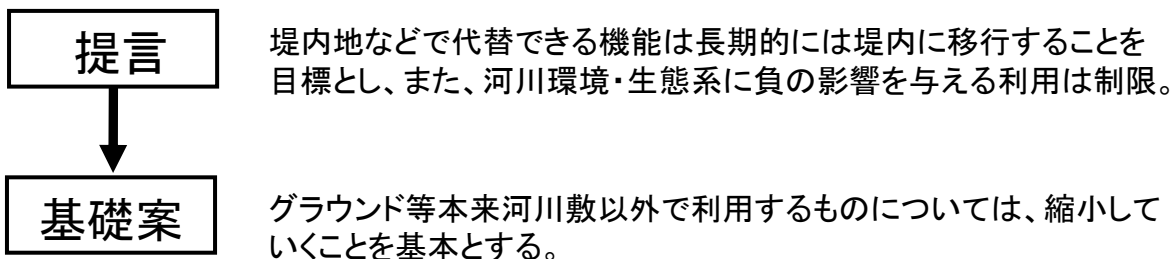 提言
堤内地などで代替できる機能は長期的には堤内に移行することを
目標とし、また、河川環境・生態系に負の影響を与える利用は制限。
基礎案
グラウンド等本来河川敷以外で利用するものについては、縮小して
いくことを基本とする。